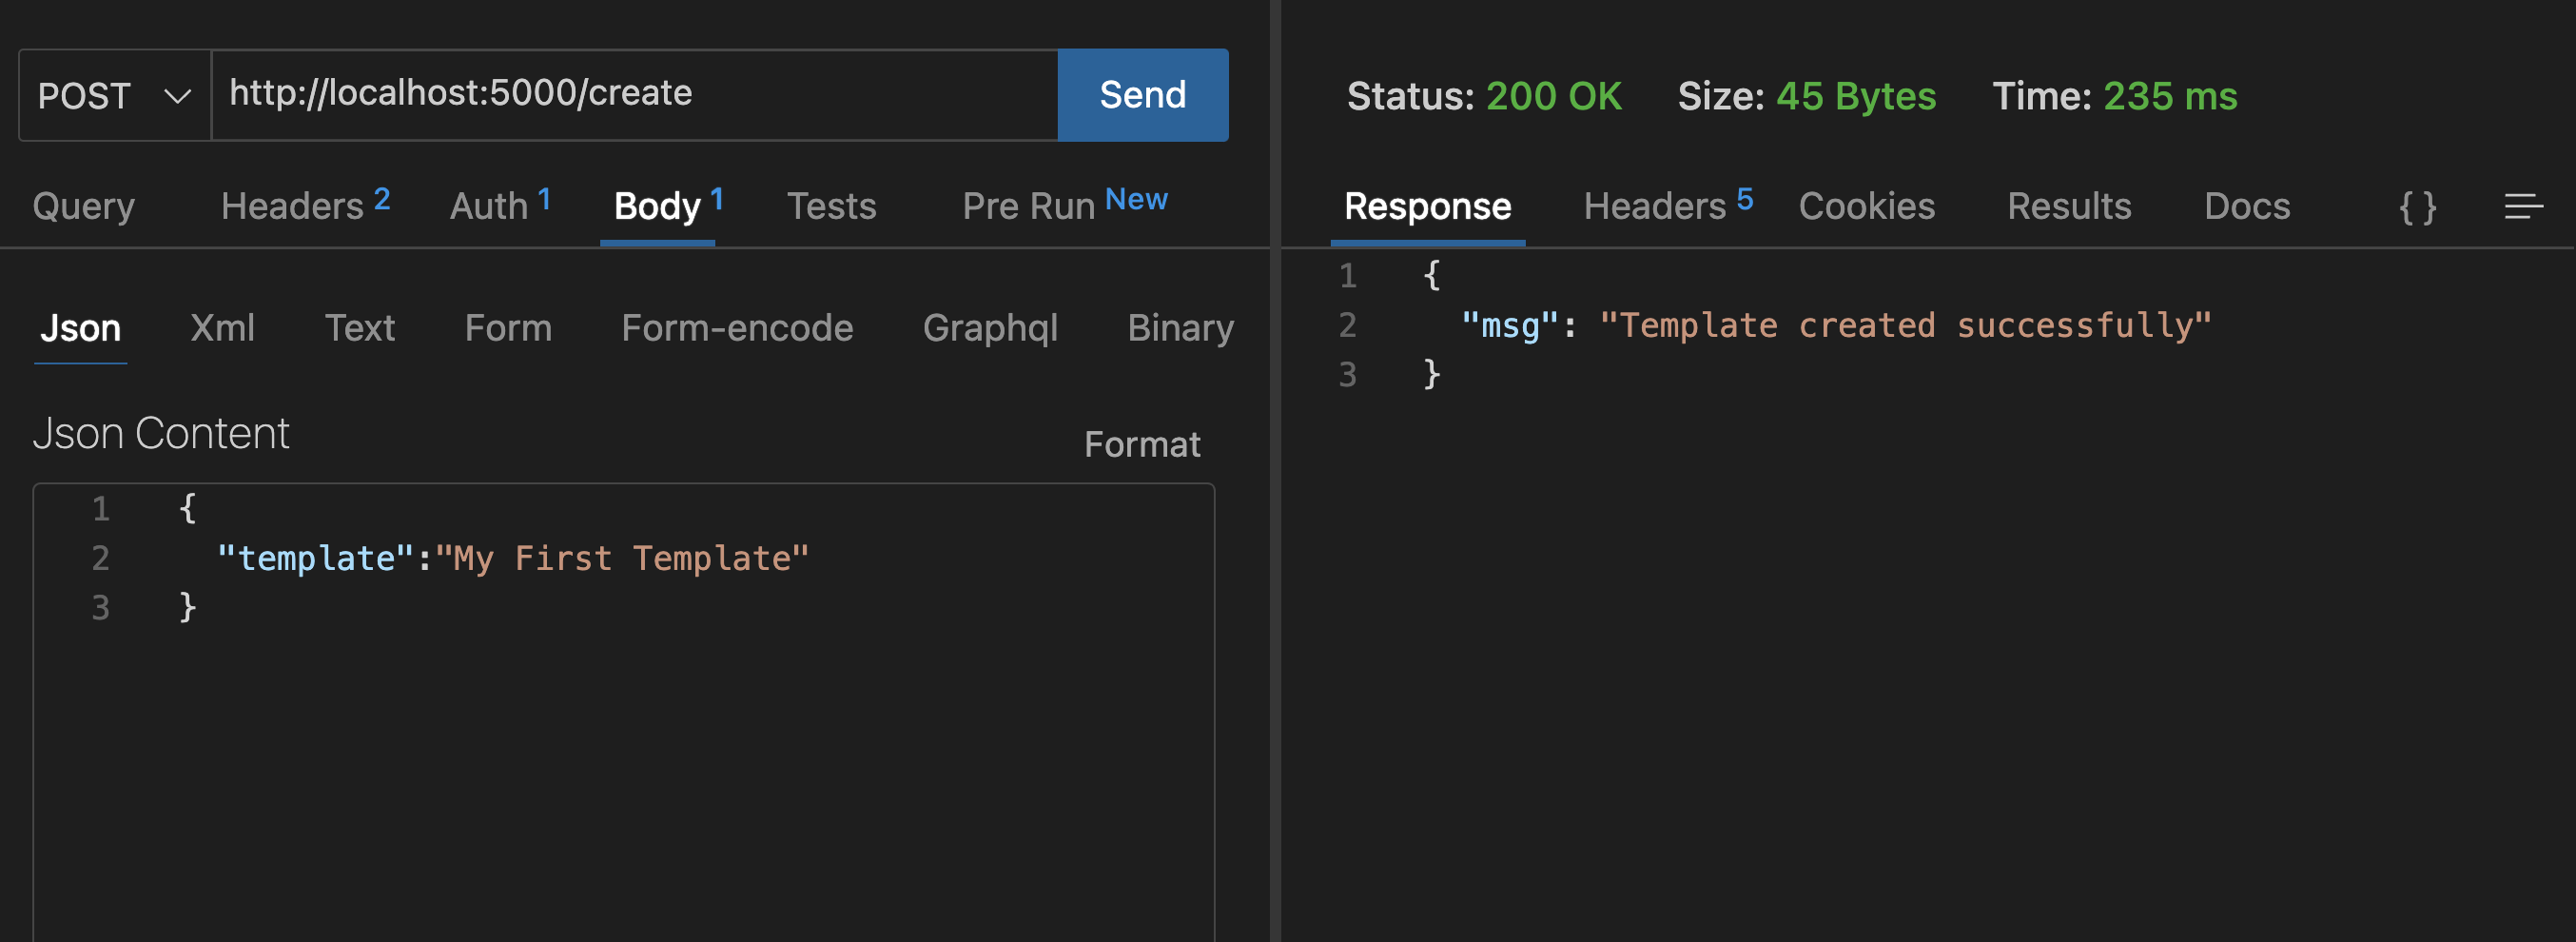 POST http://localhost:5000/create Send
Query Headers 2 Auth 1 Body 1 Tests Pre Run New
Json Xml Text Form Form-encode Graphql Binary
Json Content Format
1 {
2 "template":"My First Template"
3 }
Status: 200 OK Size: 45 Bytes Time: 235 ms
Response Headers 5 Cookies Results Docs { }
1 {
2 "msg": "Template created successfully"
3 }